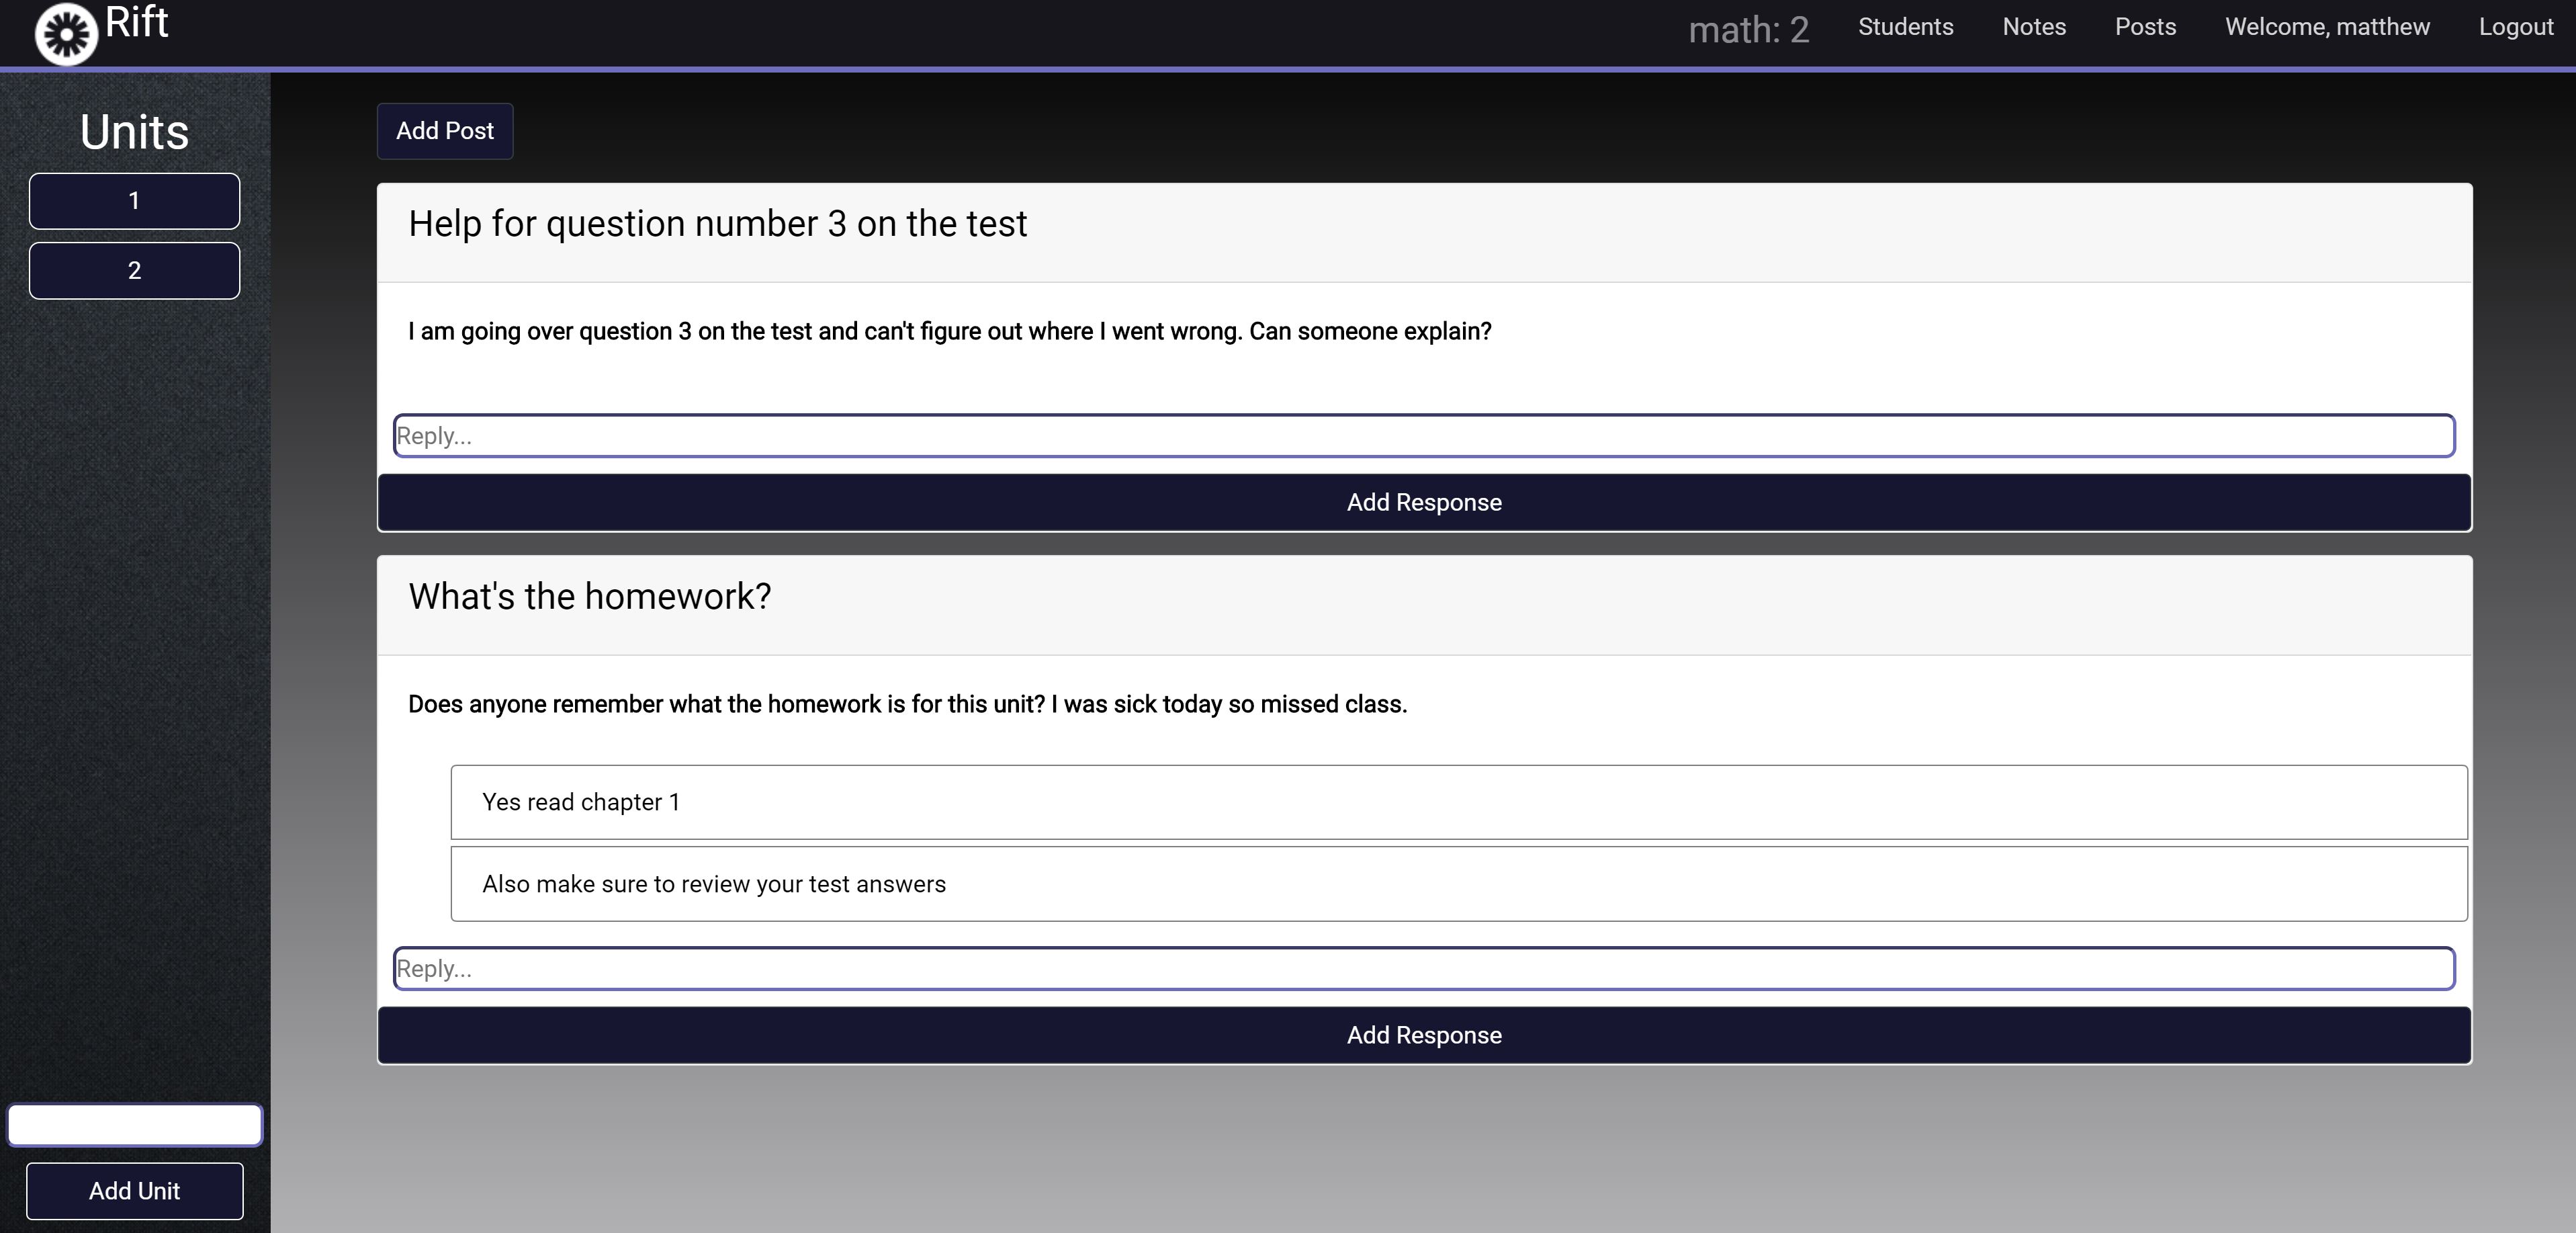 Rift
math: 2
Students
Notes
Posts
Welcome, matthew
Logout
Units
1
2
Add Unit
Add Post
Help for question number 3 on the test
I am going over question 3 on the test and can't figure out where I went wrong. Can someone explain?
Reply...
Add Response
What's the homework?
Does anyone remember what the homework is for this unit? I was sick today so missed class.
Yes read chapter 1
Also make sure to review your test answers
Reply...
Add Response